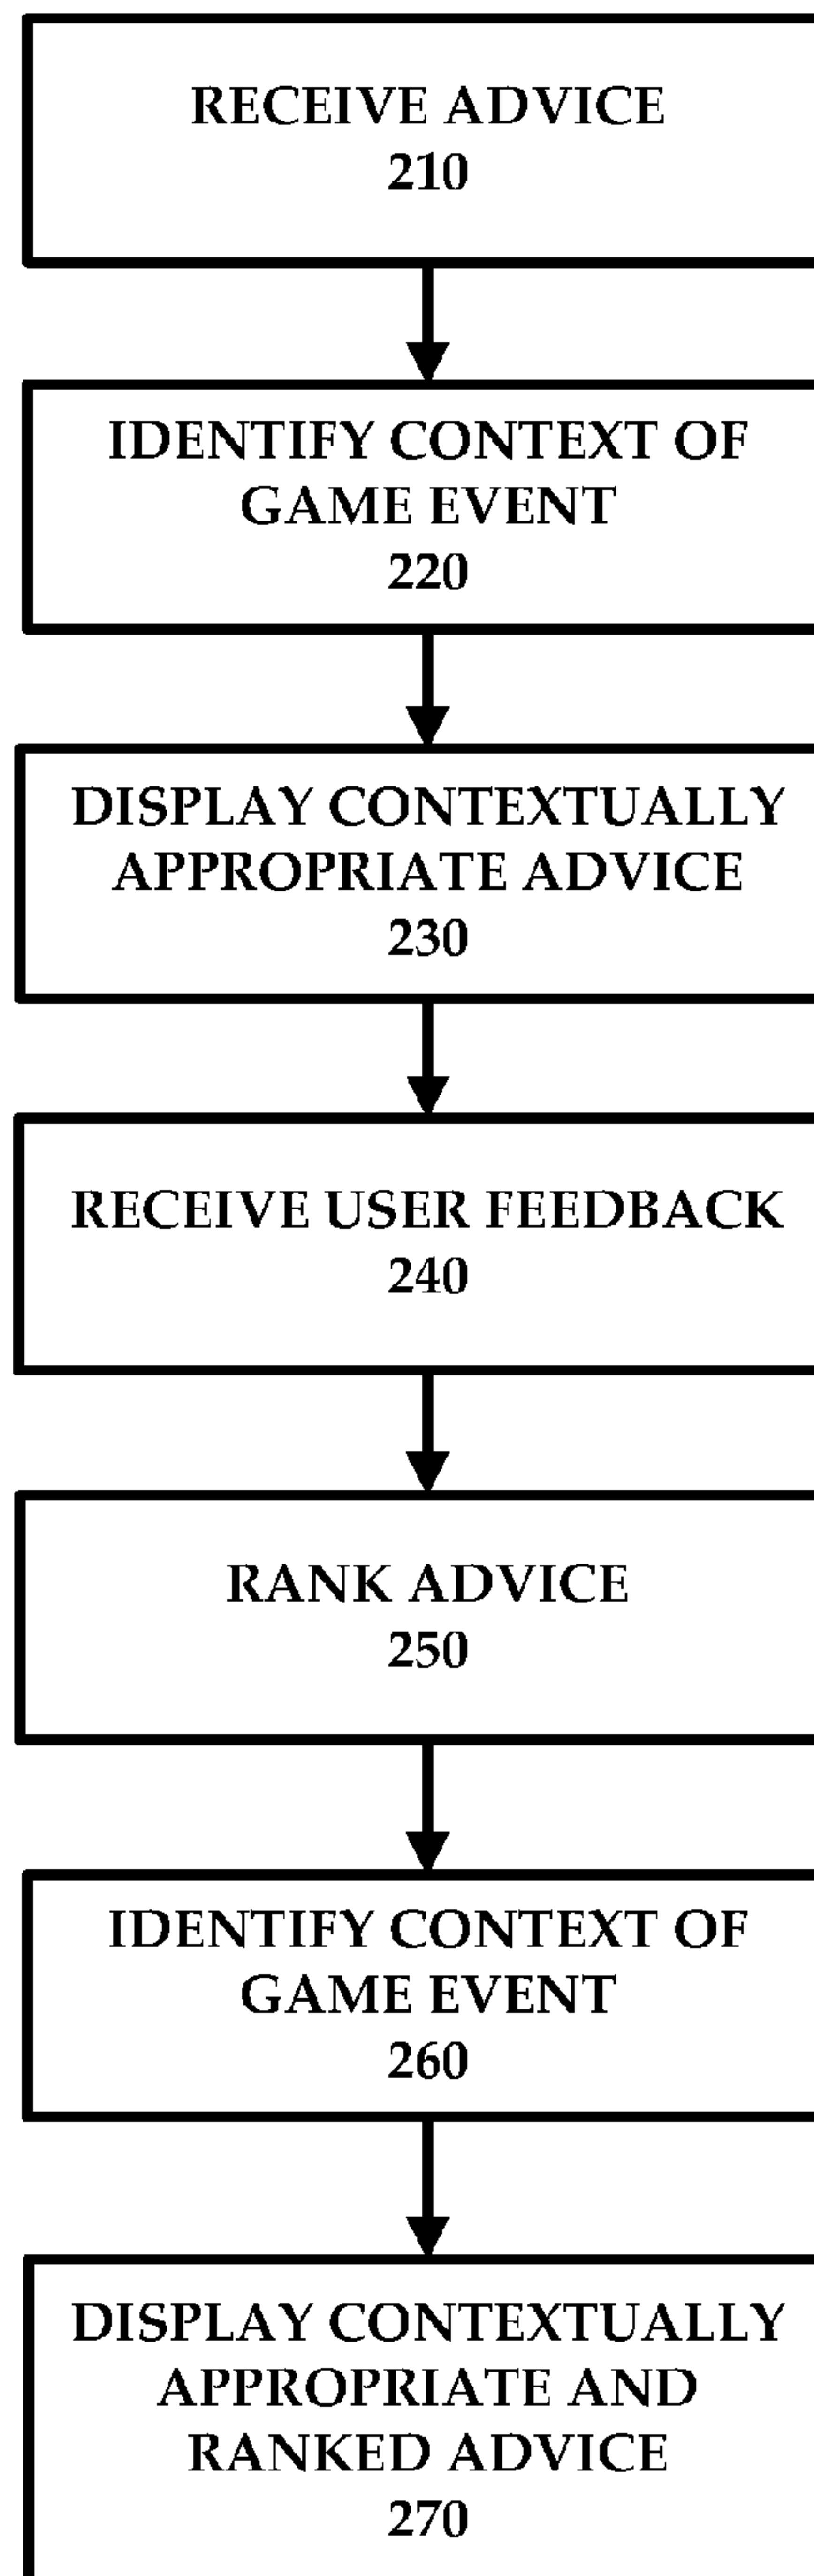 RECEIVE ADVICE
210
IDENTIFY CONTEXT OF
GAME EVENT
220
DISPLAY CONTEXTUALLY
APPROPRIATE ADVICE
230
RECEIVE USER FEEDBACK
240
RANK ADVICE
250
IDENTIFY CONTEXT OF
GAME EVENT
260
DISPLAY CONTEXTUALLY
APPROPRIATE AND
RANKED ADVICE
270